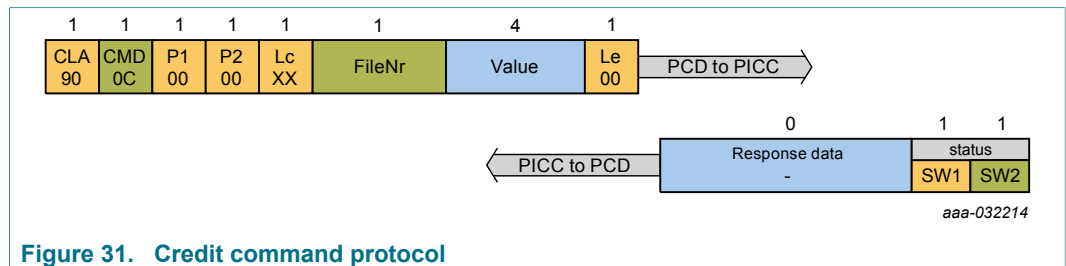 1 1 1 1 1 1 4 1
CLA CMD P1 P2 Lc FileNr Value Le PCD to PICC
90 0C 00 00 XX 00
0 1 1
PICC to PCD Response data status
- SW1 SW2
aaa-032214
Figure 31. Credit command protocol